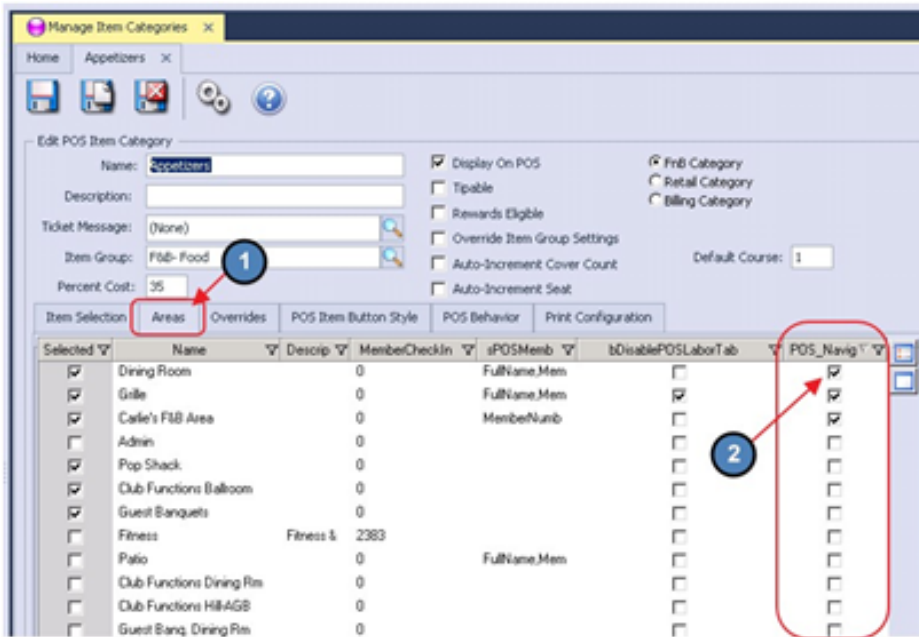 Manage Item Categories ×
Home Appetizers ×
Edit POS Item Category
Name: Appetizers
Display On POS
FnB Category
Tipable
Retail Category
Description:
Billing Category
Rewards Eligible
Ticket Message: (None)
Override Item Group Settings
Item Group: F&B- Food
1
Auto-Increment Cover Count
Default Course: 1
Percent Cost: 35
Auto-Increment Seat
Item Selection Areas Overrides POS Item Button Style POS Behavior Print Configuration
Selected Name Descrip MemberCheckIn sPOSMemb bDisablePOSLaborTab POS_Navig
Dining Room 0 FullName,Mem
Grille 0 FullName,Mem
Carlie's F&B Area 0 MemberNumb
Admin 0
2
Pop Shack 0
Club Functions Ballroom 0
Guest Banquets 0
Fitness Fitness & 2383
Patio 0 FullName,Mem
Club Functions Dining Rm 0
Club Functions Hill-AGB 0
Guest Banq. Dining Rm 0